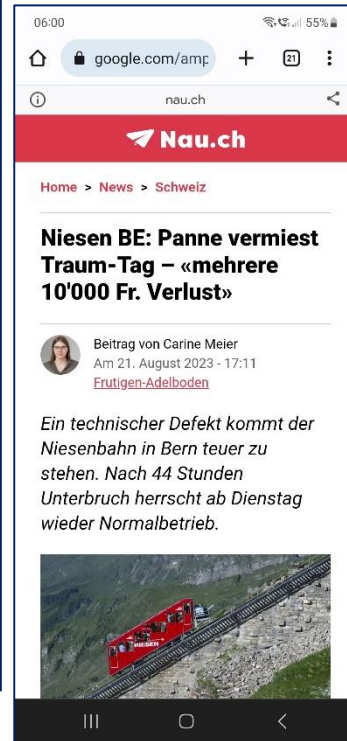 06:00
55%
google.com/amp
21
nau.ch
Nau.ch
Home > News > Schweiz
Niesen BE: Panne vermiest
Traum-Tag – «mehrere
10'000 Fr. Verlust»
Beitrag von Carine Meier
Am 21. August 2023 - 17:11
Frutigen-Adelboden
Ein technischer Defekt kommt der
Niesenbahn in Bern teuer zu
stehen. Nach 44 Stunden
Unterbruch herrscht ab Dienstag
wieder Normalbetrieb.
NIESEN